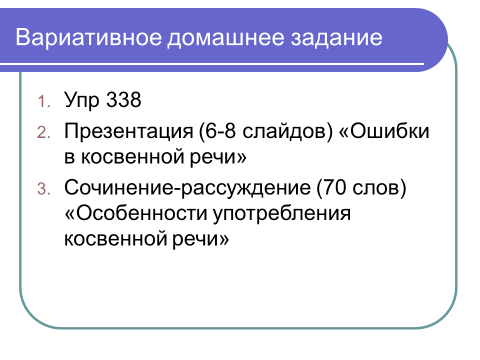 Вариативное домашнее задание
1. Упр 338
2. Презентация (6-8 слайдов) «Ошибки
в косвенной речи»
3. Сочинение-рассуждение (70 слов)
«Особенности употребления
косвенной речи»